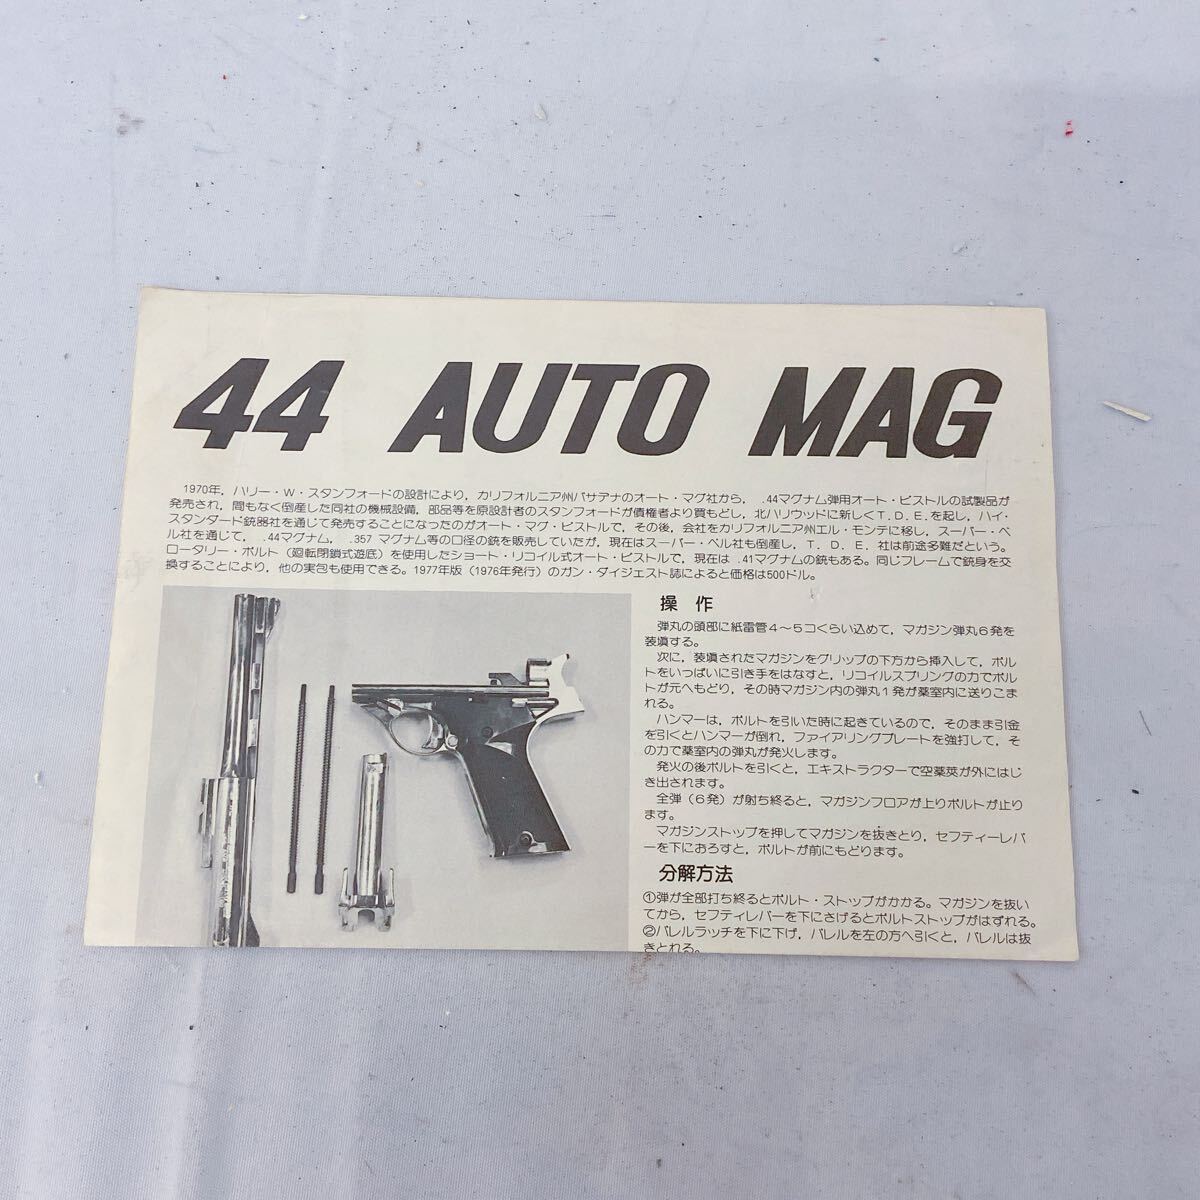 44 AUTO MAG
1970年，ハリー・W・スタンフォードの設計により，カリフォルニア州パサデナのオート・マグ社から，.44マグナム弾用オート・ピストルの試製品が
発売され，間もなく倒産した同社の機械設備，部品等を原設計者のスタンフォードが債権者より買もどし，北ハリウッドに新しくT．D．E．を起し，ハイ・
スタンダード銃器社を通じて発売することになったのがオート・マグ・ピストルで，その後，会社をカリフォルニア州エル・モンテに移し，スーパー・ベ
ル社を通じて，.44マグナム，.357 マグナム等の口径の銃を販売していたが，現在はスーパー・ベル社も倒産し，T．D．E．社は前途多難だという。
ロータリー・ボルト（廻転閉鎖式遊底）を使用したショート・リコイル式オート・ピストルで，現在は .41マグナムの銃もある。同じフレームで銃身を交
換することにより，他の実包も使用できる。1977年版（1976年発行）のガン・ダイジェスト誌によると価格は500ドル。
操　作
弾丸の頭部に紙雷管４〜５コくらい込めて，マガジン弾丸６発を
装填する。
次に，装填されたマガジンをグリップの下方から挿入して，ボル
トをいっぱいに引き手をはなすと，リコイルスプリングの力でボル
トが元へもどり，その時マガジン内の弾丸１発が薬室内に送りこま
れる。
ハンマーは，ボルトを引いた時に起きているので，そのまま引金
を引くとハンマーが倒れ，ファイアリングプレートを強打して，そ
の力で薬室内の弾丸が発火します。
発火の後ボルトを引くと，エキストラクターで空薬莢が外にはじ
き出されます。
全弾（６発）が射ち終ると，マガジンフロアが上りボルトが止り
ます。
マガジンストップを押してマガジンを抜きとり，セフティーレバ
ーを下におろすと，ボルトが前にもどります。
分解方法
①弾が全部打ち終るとボルト・ストップがかかる。マガジンを抜い
てから，セフティレバーを下にさげるとボルトストップがはずれる。
②バレルラッチを下に下げ，バレルを左の方へ引くと，バレルは抜
きとれる。